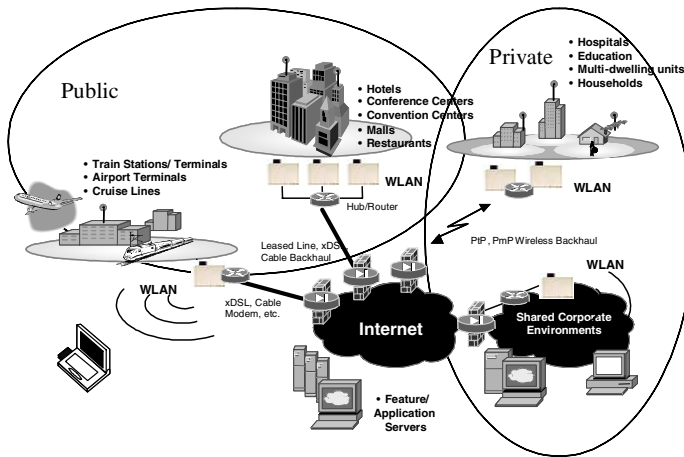 Public
• Hotels
• Conference Centers
• Convention Centers
• Malls
• Restaurants
WLAN
Hub/Router
• Train Stations/ Terminals
• Airport Terminals
• Cruise Lines
WLAN
Leased Line, xDSL,
Cable Backhaul
xDSL, Cable
Modem, etc.
Private
• Hospitals
• Education
• Multi-dwelling units
• Households
WLAN
PtP, PmP Wireless Backhaul
WLAN
Internet
Shared Corporate
Environments
• Feature/
Application
Servers